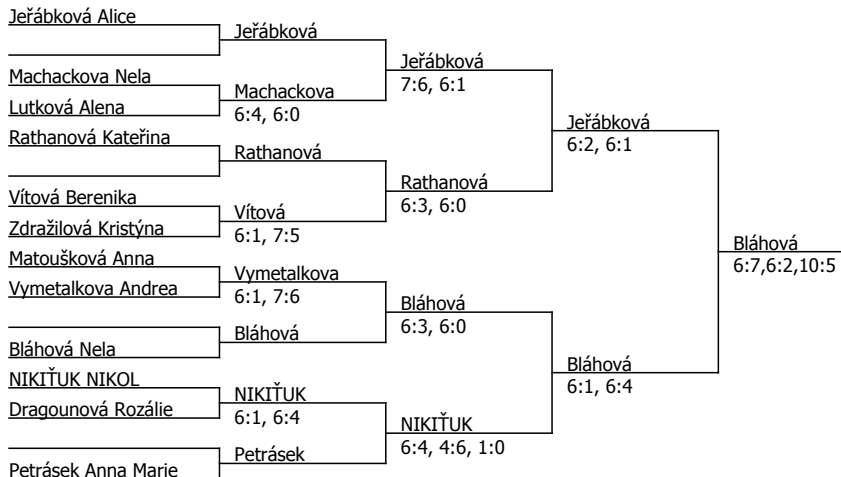 Jeřábková Alice
Jeřábková
Jeřábková
7:6, 6:1
Machackova Nela
Machackova
6:4, 6:0
Lutková Alena
Jeřábková
6:2, 6:1
Rathanová Kateřina
Rathanová
Rathanová
6:3, 6:0
Vítová Berenika
Vítová
6:1, 7:5
Zdražilová Kristýna
Bláhová
6:7,6:2,10:5
Matoušková Anna
Vymetalkova
6:1, 7:6
Vymetalkova Andrea
Bláhová
6:3, 6:0
Bláhová
Bláhová Nela
Bláhová
6:1, 6:4
NIKIŤUK NIKOL
NIKIŤUK
6:1, 6:4
Dragounová Rozálie
NIKIŤUK
6:4, 4:6, 1:0
Petrásek
Petrásek Anna Marie